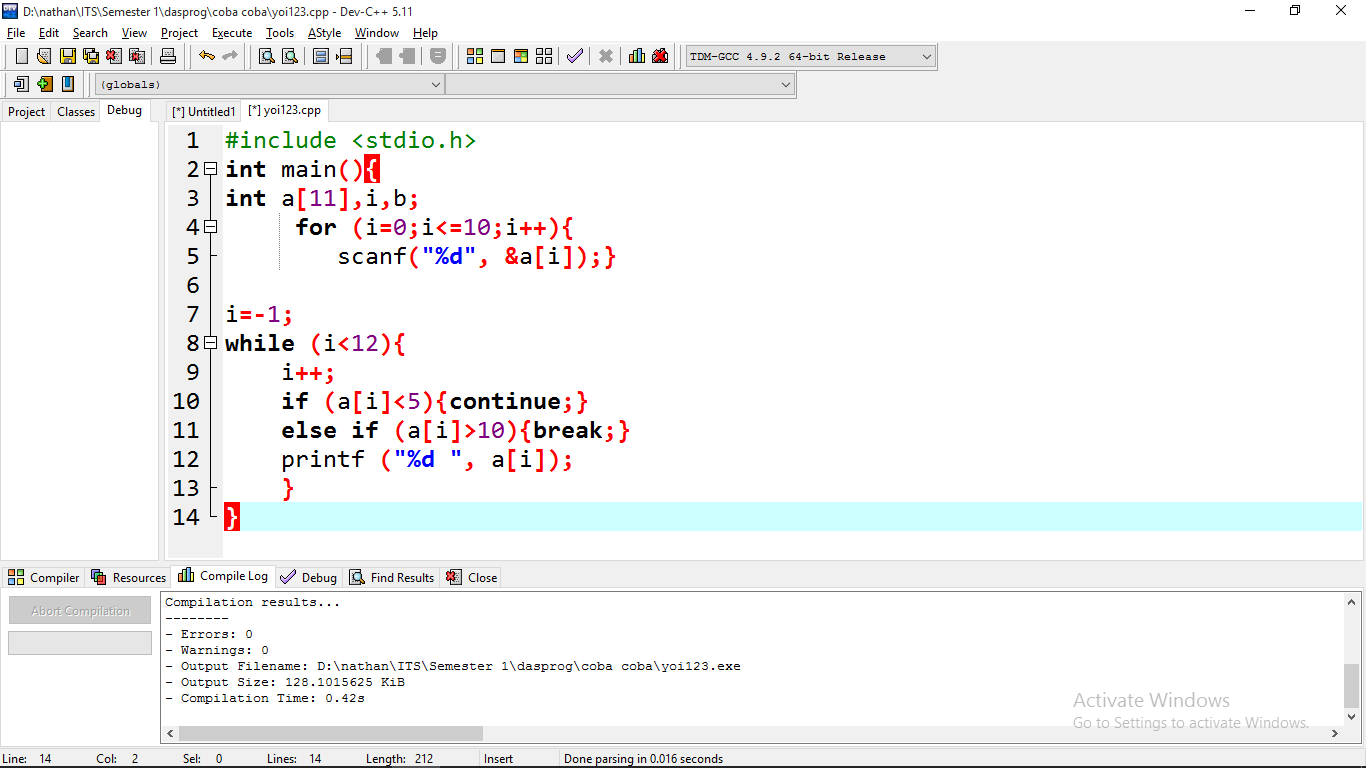 D:\nathan\ITS\Semester 1\dasprog\coba coba\yoi123.cpp - Dev-C++ 5.11
File Edit Search View Project Execute Tools AStyle Window Help
TDM-GCC 4.9.2 64-bit Release
(globals)
Project Classes Debug
[*] Untitled1 [*] yoi123.cpp
1 #include <stdio.h>
2 int main(){
3 int a[11],i,b;
4 for (i=0;i<=10;i++){
5 scanf("%d", &a[i]);}
6
7 i=-1;
8 while (i<12){
9 i++;
10 if (a[i]<5){continue;}
11 else if (a[i]>10){break;}
12 printf ("%d ", a[i]);
13 }
14 }
Compiler Resources Compile Log Debug Find Results Close
Abort Compilation
Compilation results...
--------
- Errors: 0
- Warnings: 0
- Output Filename: D:\nathan\ITS\Semester 1\dasprog\coba coba\yoi123.exe
- Output Size: 128.1015625 KiB
- Compilation Time: 0.42s
Activate Windows
Go to Settings to activate Windows.
Line: 14 Col: 2 Sel: 0 Lines: 14 Length: 212 Insert Done parsing in 0.016 seconds